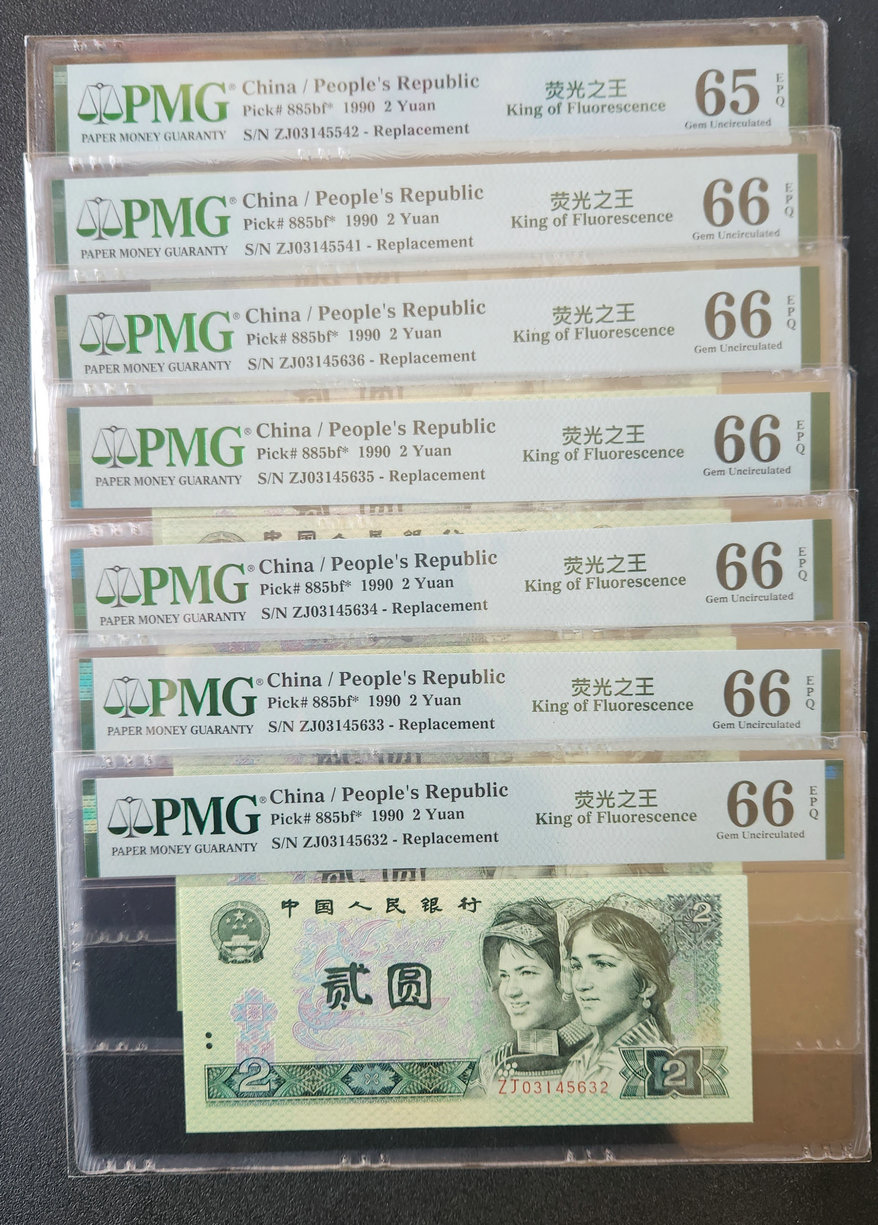 PMG®
PAPER MONEY GUARANTY
China / People's Republic
Pick# 885bf* 1990 2 Yuan
S/N ZJ03145542 - Replacement
荧光之王
King of Fluorescence
65
EPQ
Gem Uncirculated
PMG®
PAPER MONEY GUARANTY
China / People's Republic
Pick# 885bf* 1990 2 Yuan
S/N ZJ03145541 - Replacement
荧光之王
King of Fluorescence
66
EPQ
Gem Uncirculated
PMG®
PAPER MONEY GUARANTY
China / People's Republic
Pick# 885bf* 1990 2 Yuan
S/N ZJ03145636 - Replacement
荧光之王
King of Fluorescence
66
EPQ
Gem Uncirculated
PMG®
PAPER MONEY GUARANTY
China / People's Republic
Pick# 885bf* 1990 2 Yuan
S/N ZJ03145635 - Replacement
荧光之王
King of Fluorescence
66
EPQ
Gem Uncirculated
中国人民银行
PMG®
PAPER MONEY GUARANTY
China / People's Republic
Pick# 885bf* 1990 2 Yuan
S/N ZJ03145634 - Replacement
荧光之王
King of Fluorescence
66
EPQ
Gem Uncirculated
PMG®
PAPER MONEY GUARANTY
China / People's Republic
Pick# 885bf* 1990 2 Yuan
S/N ZJ03145633 - Replacement
荧光之王
King of Fluorescence
66
EPQ
Gem Uncirculated
PMG®
PAPER MONEY GUARANTY
China / People's Republic
Pick# 885bf* 1990 2 Yuan
S/N ZJ03145632 - Replacement
荧光之王
King of Fluorescence
66
EPQ
Gem Uncirculated
中国人民银行
2
贰圆
2
ZJ03145632
2